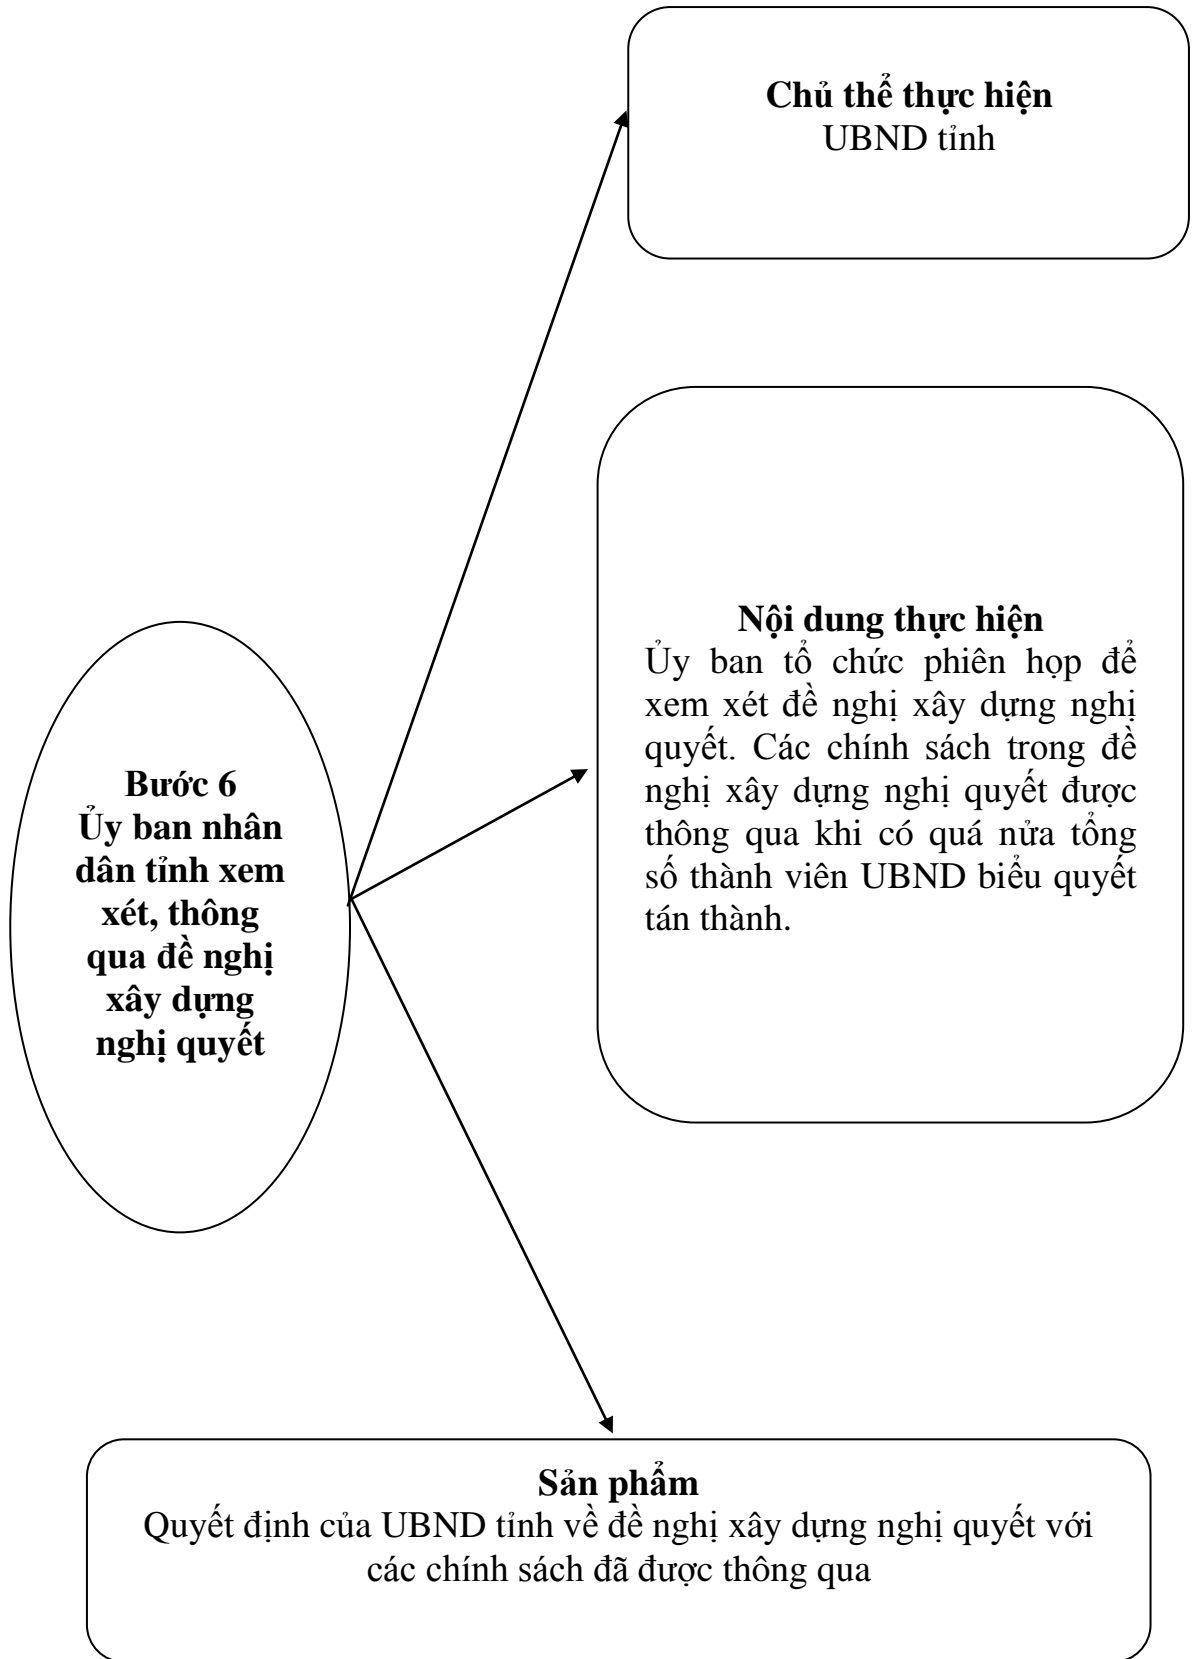 Chủ thể thực hiện
UBND tỉnh
Nội dung thực hiện
Ủy ban tổ chức phiên họp để
xem xét đề nghị xây dựng nghị
quyết. Các chính sách trong đề
nghị xây dựng nghị quyết được
thông qua khi có quá nửa tổng
số thành viên UBND biểu quyết
tán thành.
Bước 6
Ủy ban nhân
dân tỉnh xem
xét, thông
qua đề nghị
xây dựng
nghị quyết
Sản phẩm
Quyết định của UBND tỉnh về đề nghị xây dựng nghị quyết với
các chính sách đã được thông qua